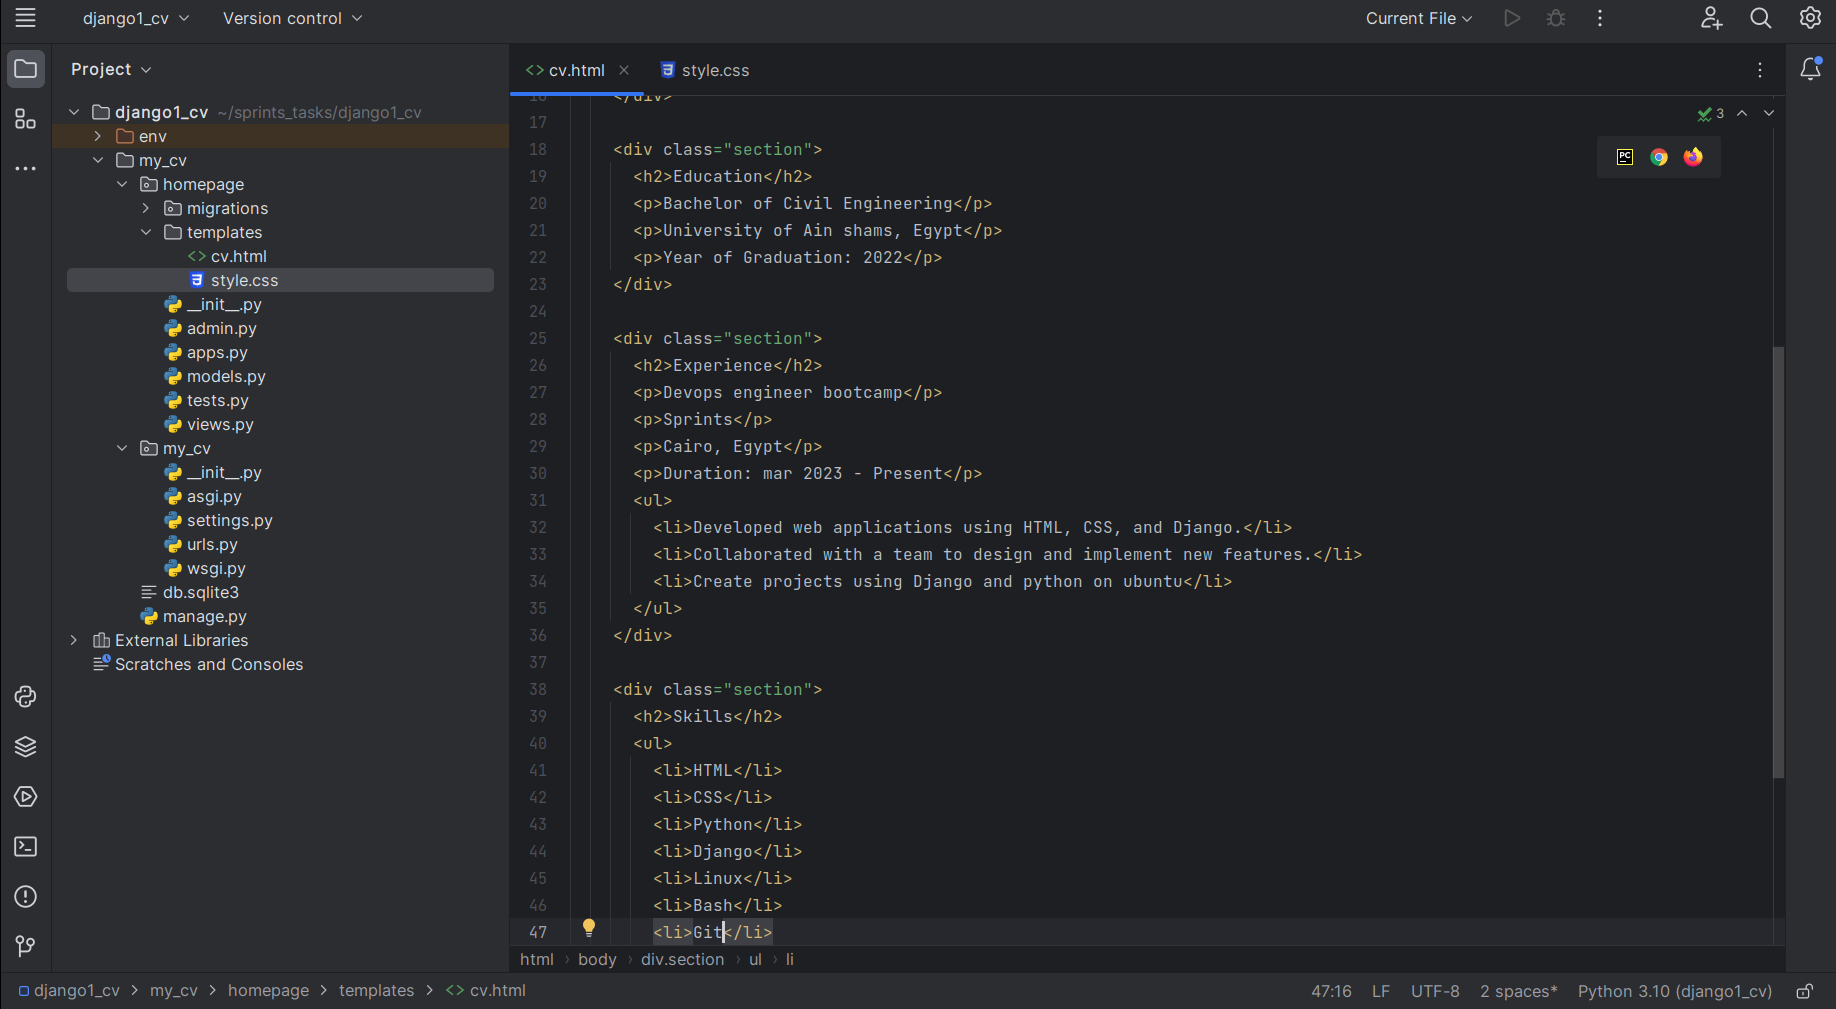 django1_cv
Version control
Current File
Project
cv.html
style.css
django1_cv ~/sprints_tasks/django1_cv
env
my_cv
homepage
migrations
templates
cv.html
style.css
__init__.py
admin.py
apps.py
models.py
tests.py
views.py
my_cv
__init__.py
asgi.py
settings.py
urls.py
wsgi.py
db.sqlite3
manage.py
External Libraries
Scratches and Consoles
3
PC
16 </div>
17
18 <div class="section">
19 <h2>Education</h2>
20 <p>Bachelor of Civil Engineering</p>
21 <p>University of Ain shams, Egypt</p>
22 <p>Year of Graduation: 2022</p>
23 </div>
24
25 <div class="section">
26 <h2>Experience</h2>
27 <p>Devops engineer bootcamp</p>
28 <p>Sprints</p>
29 <p>Cairo, Egypt</p>
30 <p>Duration: mar 2023 - Present</p>
31 <ul>
32 <li>Developed web applications using HTML, CSS, and Django.</li>
33 <li>Collaborated with a team to design and implement new features.</li>
34 <li>Create projects using Django and python on ubuntu</li>
35 </ul>
36 </div>
37
38 <div class="section">
39 <h2>Skills</h2>
40 <ul>
41 <li>HTML</li>
42 <li>CSS</li>
43 <li>Python</li>
44 <li>Django</li>
45 <li>Linux</li>
46 <li>Bash</li>
47 <li>Git</li>
html › body › div.section › ul › li
django1_cv > my_cv > homepage > templates > <> cv.html
47:16 LF UTF-8 2 spaces* Python 3.10 (django1_cv)